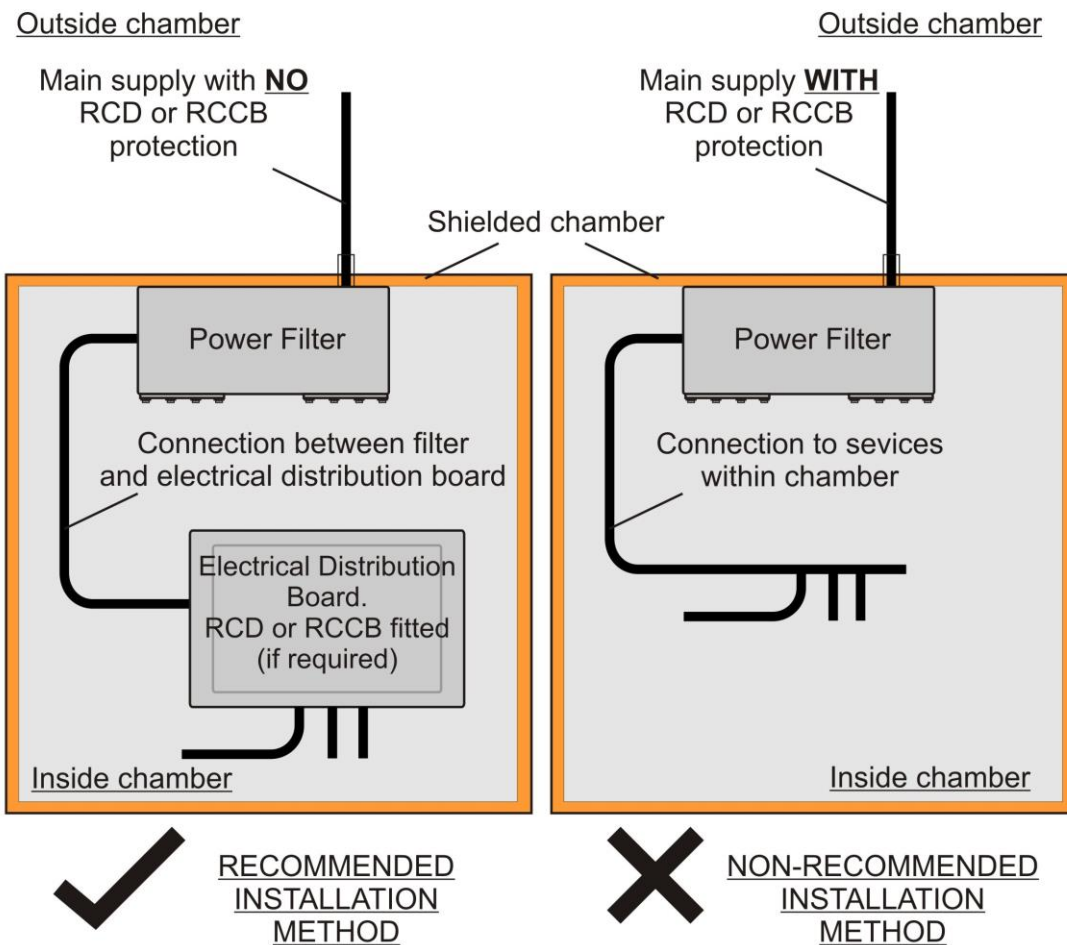 Outside chamber
Main supply with NO
RCD or RCCB
protection
Outside chamber
Main supply WITH
RCD or RCCB
protection
Shielded chamber
Power Filter
Connection between filter
and electrical distribution board
Electrical Distribution
Board.
RCD or RCCB fitted
(if required)
Inside chamber
Power Filter
Connection to sevices
within chamber
Inside chamber
RECOMMENDED
INSTALLATION
METHOD
NON-RECOMMENDED
INSTALLATION
METHOD